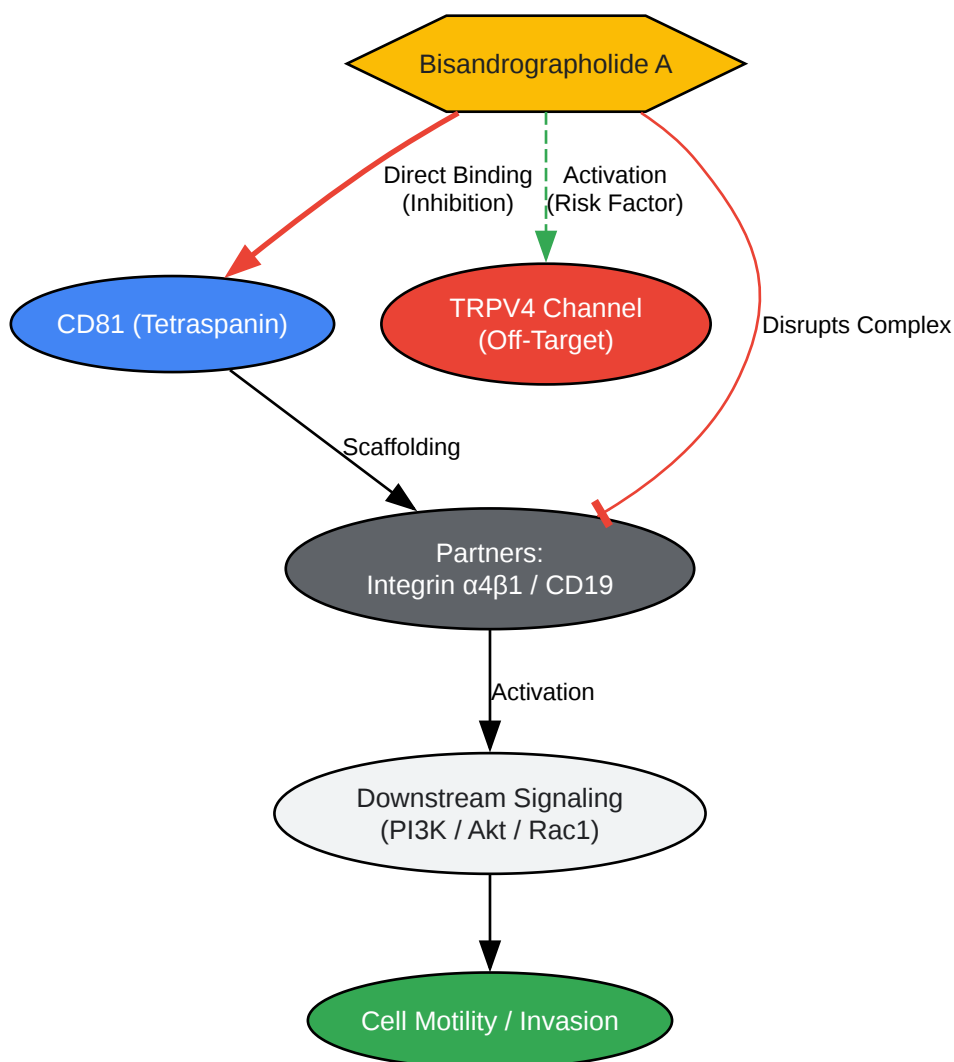 Bisandrographolide A
Direct Binding
(Inhibition)
Activation
(Risk Factor)
CD81 (Tetraspanin)
TRPV4 Channel
(Off-Target)
Disrupts Complex
Scaffolding
Partners:
Integrin α4β1 / CD19
Activation
Downstream Signaling
(PI3K / Akt / Rac1)
Cell Motility / Invasion